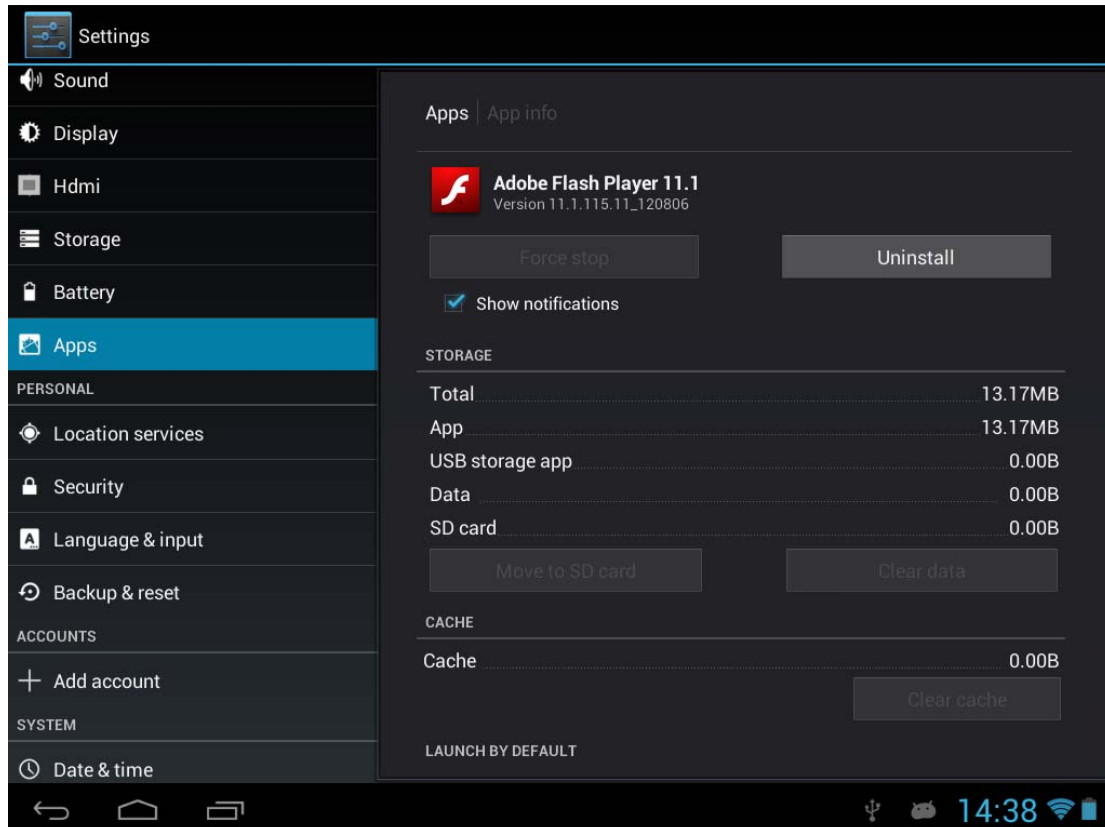 Settings
Sound
Display
Hdmi
Storage
Battery
Apps
PERSONAL
Location services
Security
Language & input
Backup & reset
ACCOUNTS
Add account
SYSTEM
Date & time
Apps App info
Adobe Flash Player 11.1
Version 11.1.115.11_120806
Force stop Uninstall
Show notifications
STORAGE
Total 13.17MB
App 13.17MB
USB storage app 0.00B
Data 0.00B
SD card 0.00B
Move to SD card Clear data
CACHE
Cache 0.00B
Clear cache
LAUNCH BY DEFAULT
14:38